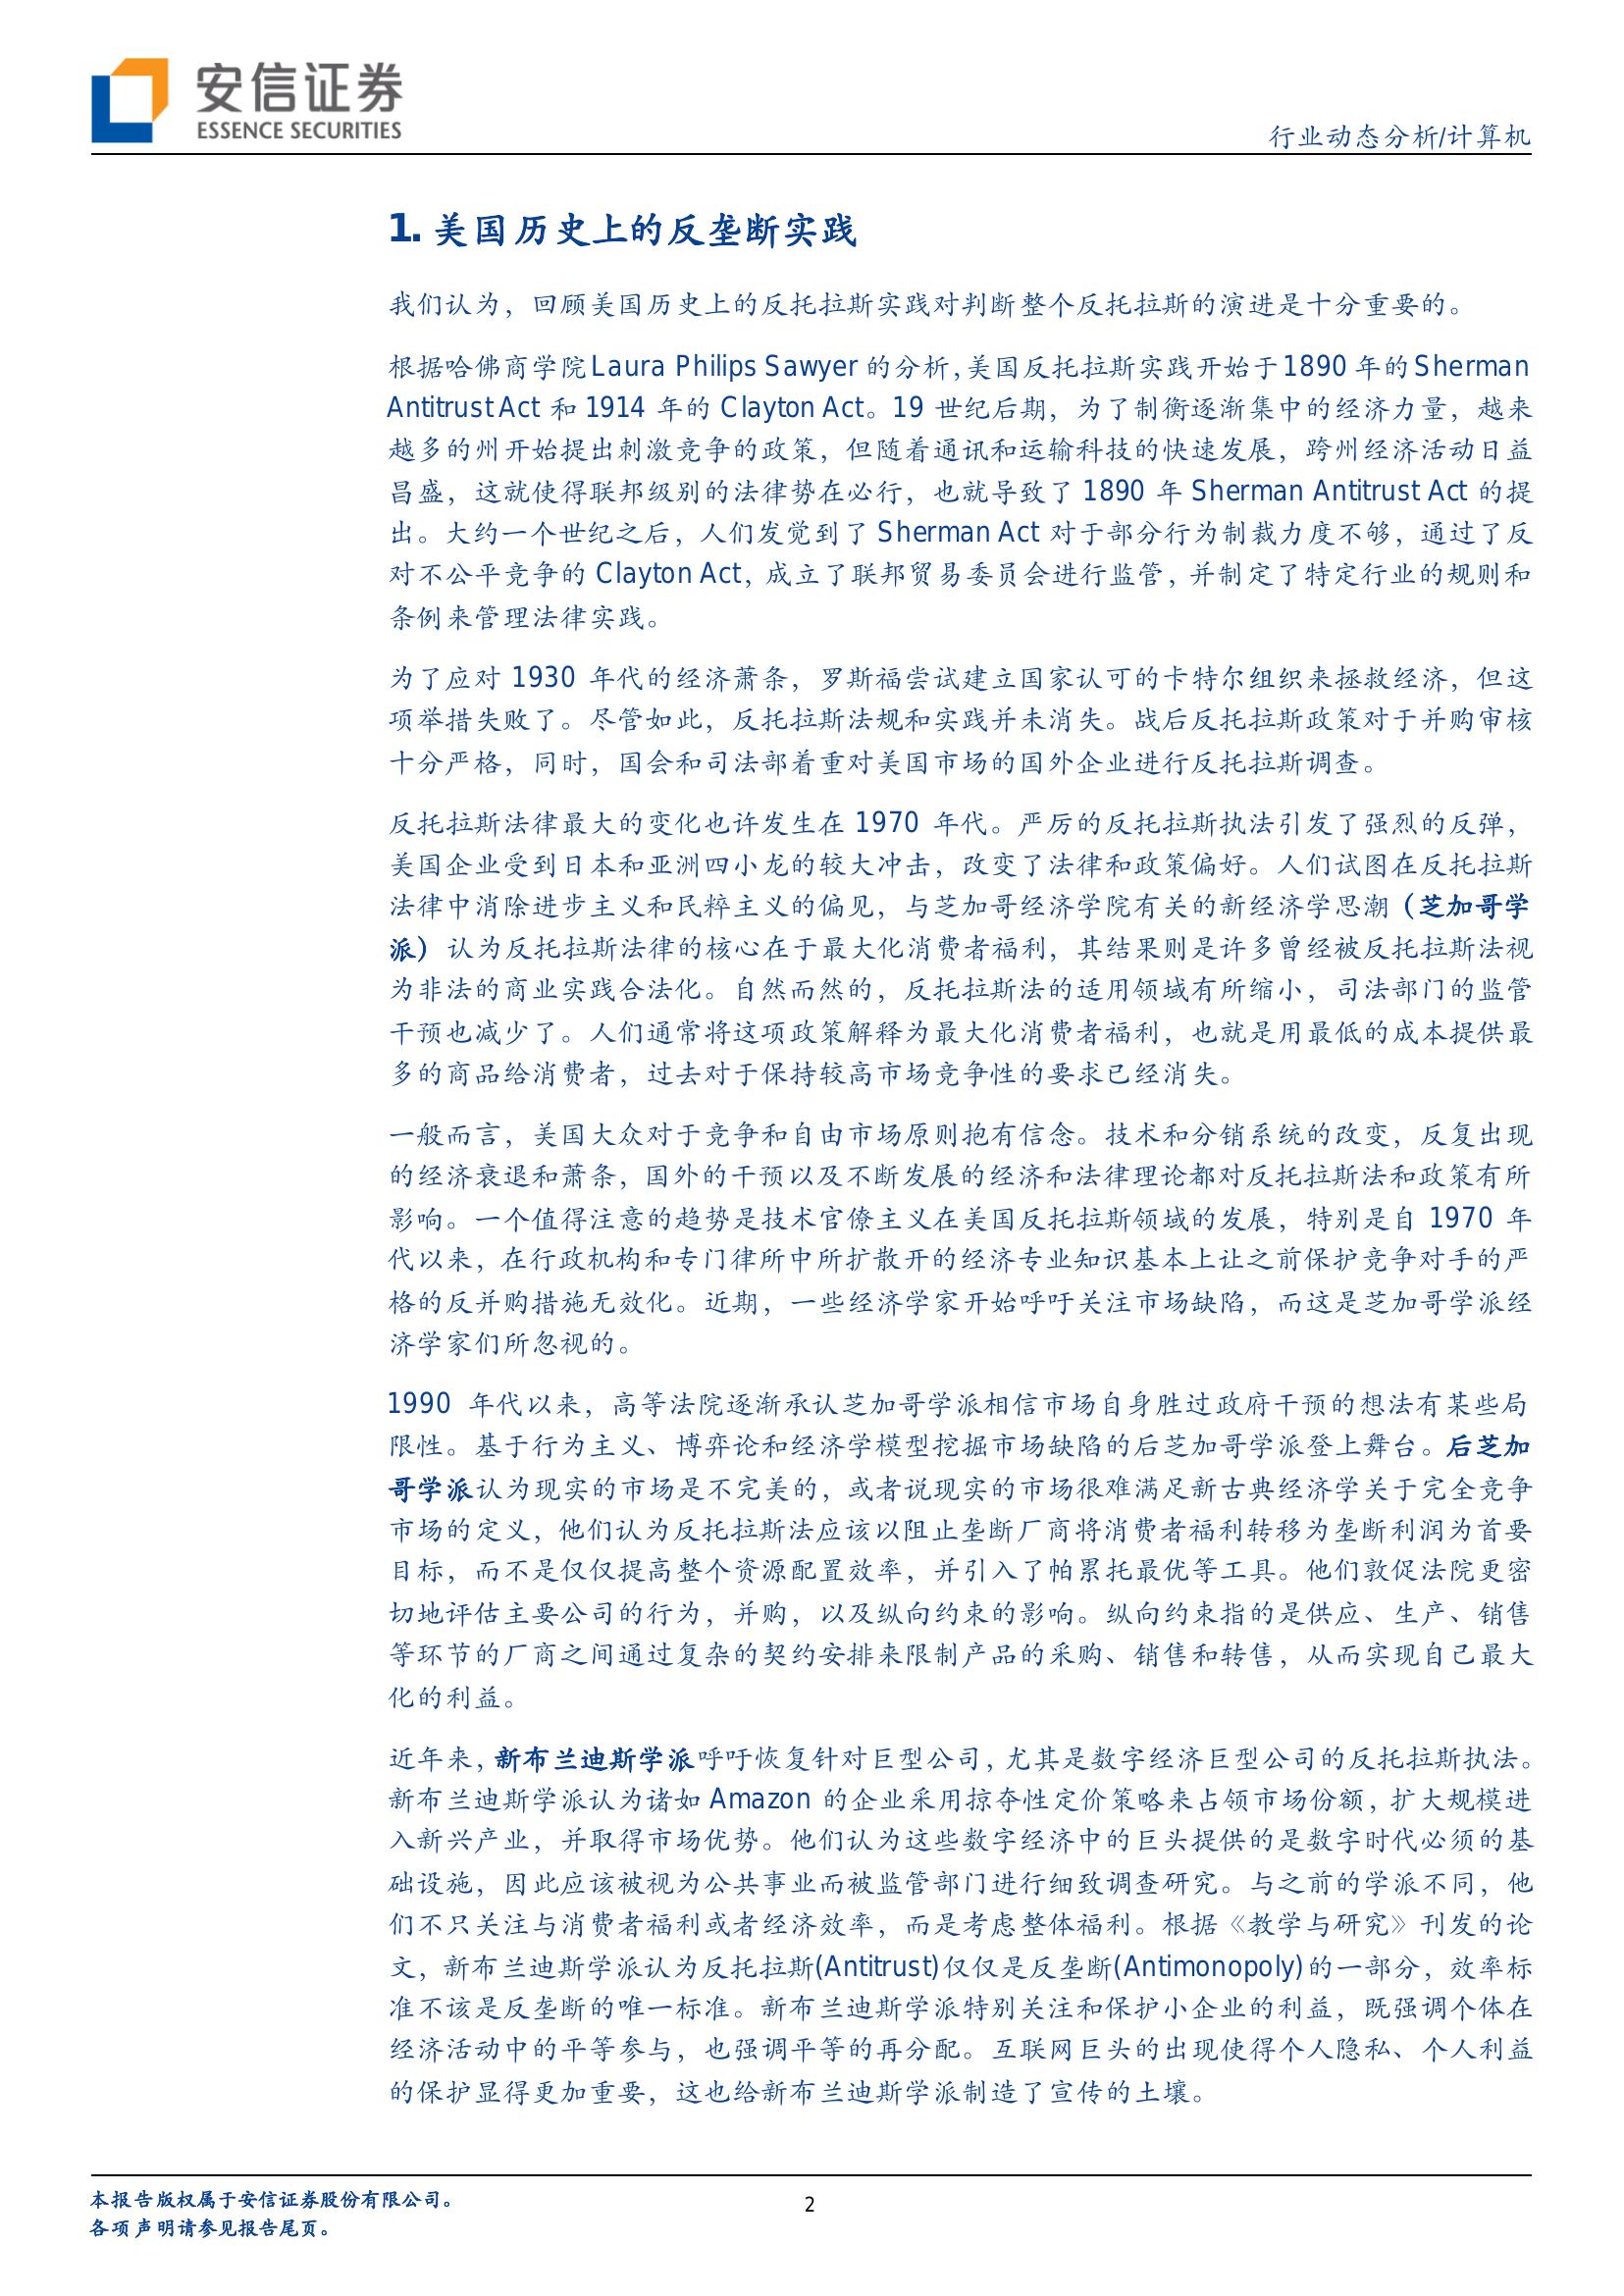 安信证券
ESSENCE SECURITIES
行业动态分析/计算机
1. 美国历史上的反垄断实践
我们认为，回顾美国历史上的反托拉斯实践对判断整个反托拉斯的演进是十分重要的。
根据哈佛商学院 Laura Philips Sawyer 的分析，美国反托拉斯实践开始于 1890 年的 Sherman
Antitrust Act 和 1914 年的 Clayton Act。19 世纪后期，为了制衡逐渐集中的经济力量，越来
越多的州开始提出刺激竞争的政策，但随着通讯和运输科技的快速发展，跨州经济活动日益
昌盛，这就使得联邦级别的法律势在必行，也就导致了 1890 年 Sherman Antitrust Act 的提
出。大约一个世纪之后，人们发觉到了 Sherman Act 对于部分行为制裁力度不够，通过了反
对不公平竞争的 Clayton Act，成立了联邦贸易委员会进行监管，并制定了特定行业的规则和
条例来管理法律实践。
为了应对 1930 年代的经济萧条，罗斯福尝试建立国家认可的卡特尔组织来拯救经济，但这
项举措失败了。尽管如此，反托拉斯法规和实践并未消失。战后反托拉斯政策对于并购审核
十分严格，同时，国会和司法部着重对美国市场的国外企业进行反托拉斯调查。
反托拉斯法律最大的变化也许发生在 1970 年代。严厉的反托拉斯执法引发了强烈的反弹，
美国企业受到日本和亚洲四小龙的较大冲击，改变了法律和政策偏好。人们试图在反托拉斯
法律中消除进步主义和民粹主义的偏见，与芝加哥经济学院有关的新经济学思潮（芝加哥学
派）认为反托拉斯法律的核心在于最大化消费者福利，其结果则是许多曾经被反托拉斯法视
为非法的商业实践合法化。自然而然的，反托拉斯法的适用领域有所缩小，司法部门的监管
干预也减少了。人们通常将这项政策解释为最大化消费者福利，也就是用最低的成本提供最
多的商品给消费者，过去对于保持较高市场竞争性的要求已经消失。
一般而言，美国大众对于竞争和自由市场原则抱有信念。技术和分销系统的改变，反复出现
的经济衰退和萧条，国外的干预以及不断发展的经济和法律理论都对反托拉斯法和政策有所
影响。一个值得注意的趋势是技术官僚主义在美国反托拉斯领域的发展，特别是自 1970 年
代以来，在行政机构和专门律所中所扩散开的经济专业知识基本上让之前保护竞争对手的严
格的反并购措施无效化。近期，一些经济学家开始呼吁关注市场缺陷，而这是芝加哥学派经
济学家们所忽视的。
1990 年代以来，高等法院逐渐承认芝加哥学派相信市场自身胜过政府干预的想法有某些局
限性。基于行为主义、博弈论和经济学模型挖掘市场缺陷的后芝加哥学派登上舞台。后芝加
哥学派认为现实的市场是不完美的，或者说现实的市场很难满足新古典经济学关于完全竞争
市场的定义，他们认为反托拉斯法应该以阻止垄断厂商将消费者福利转移为垄断利润为首要
目标，而不是仅仅提高整个资源配置效率，并引入了帕累托最优等工具。他们敦促法院更密
切地评估主要公司的行为，并购，以及纵向约束的影响。纵向约束指的是供应、生产、销售
等环节的厂商之间通过复杂的契约安排来限制产品的采购、销售和转售，从而实现自己最大
化的利益。
近年来，新布兰迪斯学派呼吁恢复针对巨型公司，尤其是数字经济巨型公司的反托拉斯执法。
新布兰迪斯学派认为诸如 Amazon 的企业采用掠夺性定价策略来占领市场份额，扩大规模进
入新兴产业，并取得市场优势。他们认为这些数字经济中的巨头提供的是数字时代必须的基
础设施，因此应该被视为公共事业而被监管部门进行细致调查研究。与之前的学派不同，他
们不只关注与消费者福利或者经济效率，而是考虑整体福利。根据《教学与研究》刊发的论
文，新布兰迪斯学派认为反托拉斯(Antitrust)仅仅是反垄断(Antimonopoly)的一部分，效率标
准不该是反垄断的唯一标准。新布兰迪斯学派特别关注和保护小企业的利益，既强调个体在
经济活动中的平等参与，也强调平等的再分配。互联网巨头的出现使得个人隐私、个人利益
的保护显得更加重要，这也给新布兰迪斯学派制造了宣传的土壤。
本报告版权属于安信证券股份有限公司。
各项声明请参见报告尾页。
2